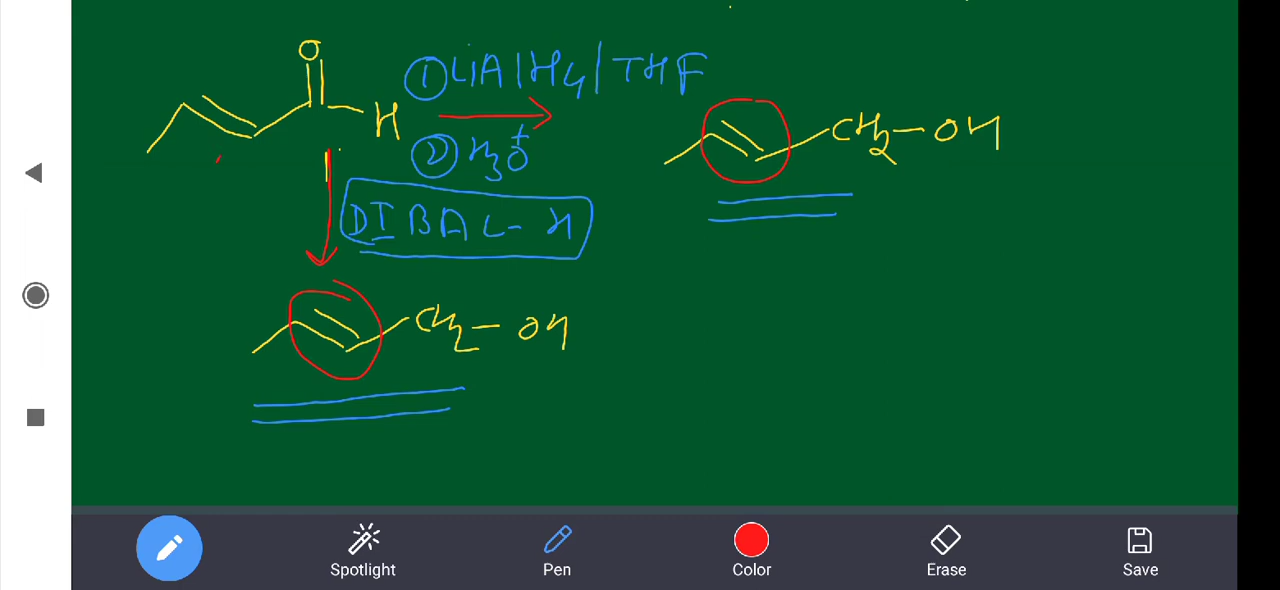 O
① LiAlH4/THF
H
② H3O+
CH2-OH
DIBAL-H
CH2-OH
Spotlight
Pen
Color
Erase
Save